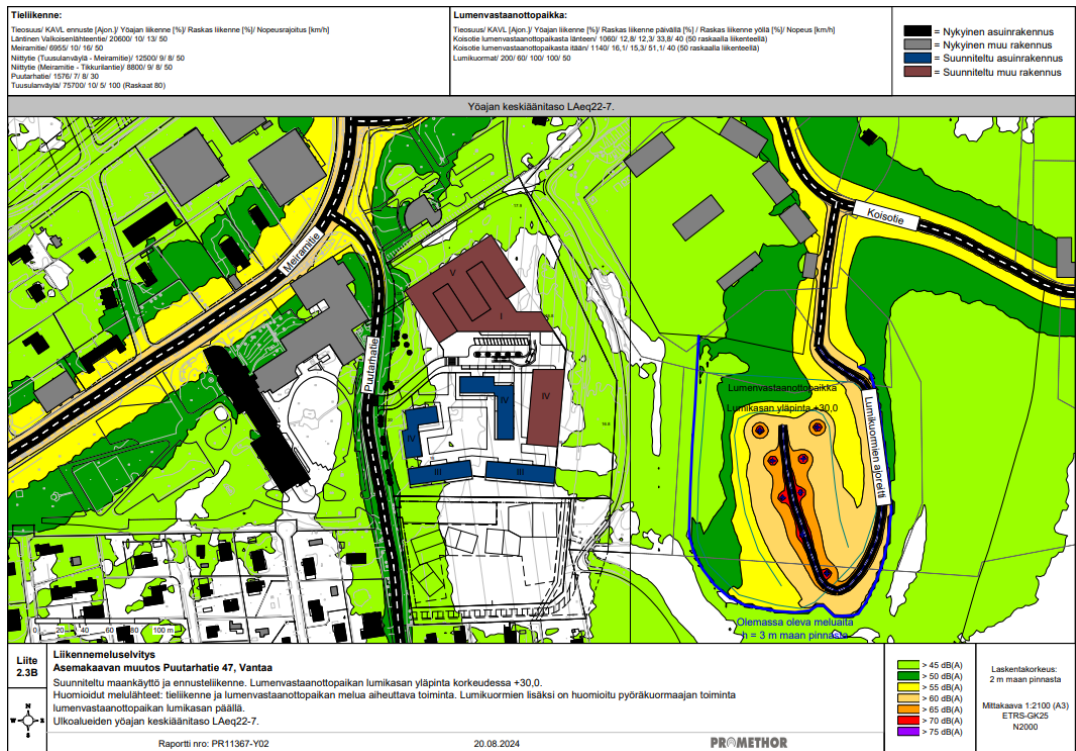 Tieliikenne:
Tieosuus/ KAVL ennuste [Ajon.]/ Yöajan liikenne [%]/ Raskas liikenne [%]/ Nopeusrajoitus [km/h]
Läntinen Valkoisenlähteentie/ 20600/ 10/ 13/ 50
Meiramitie/ 6955/ 10/ 16/ 50
Niittytie (Tuusulanväylä - Meiramitie)/ 12500/ 9/ 8/ 50
Niittytie (Meiramitie - Tikkurilantie)/ 8800/ 9/ 8/ 50
Puutarhatie/ 1576/ 7/ 8/ 30
Tuusulanväylä/ 75700/ 10/ 5/ 100 (Raskaat 80)
Lumenvastaanottopaikka:
Tieosuus/ KAVL [Ajon.]/ Yöajan liikenne [%]/ Raskas liikenne päivällä [%] / Raskas liikenne yöllä [%]/ Nopeus [km/h]
Koisotie lumenvastaanottopaikasta länteen/ 1060/ 12,8/ 12,3/ 33,8/ 40 (50 raskaalla liikenteellä)
Koisotie lumenvastaanottopaikasta itään/ 1140/ 16,1/ 15,3/ 51,1/ 40 (50 raskaalla liikenteellä)
Lumikuormat/ 200/ 60/ 100/ 100/ 50
= Nykyinen asuinrakennus
= Nykyinen muu rakennus
= Suunniteltu asuinrakennus
= Suunniteltu muu rakennus
Yöajan keskiäänitaso LAeq22-7.
Meiramitie
Puutarhatie
Koisotie
V
I
IV
IV
IV
III
III
Lumenvastaanottopaikka
Lumikasan yläpinta +30,0
Lumikuormien ajoreitti
Olemassa oleva meluaita
h = 3 m maan pinnasta
0 20 40 60 100 m
Liite
2.3B
Liikennemeluselvitys
Asemakaavan muutos Puutarhatie 47, Vantaa
Suunniteltu maankäyttö ja ennusteliikenne. Lumenvastaanottopaikan lumikasan yläpinta korkeudessa +30,0.
Huomioidut melulähteet: tieliikenne ja lumenvastaanottopaikan melua aiheuttava toiminta. Lumikuormien lisäksi on huomioitu pyöräkuormaajan toiminta
lumenvastaanottopaikan lumikasan päällä.
Ulkoalueiden yöajan keskiäänitaso LAeq22-7.
Raportti nro: PR11367-Y02
20.08.2024
PROMETHOR
N
W
S
> 45 dB(A)
> 50 dB(A)
> 55 dB(A)
> 60 dB(A)
> 65 dB(A)
> 70 dB(A)
> 75 dB(A)
Laskentakorkeus:
2 m maan pinnasta
Mittakaava 1:2100 (A3)
ETRS-GK25
N2000